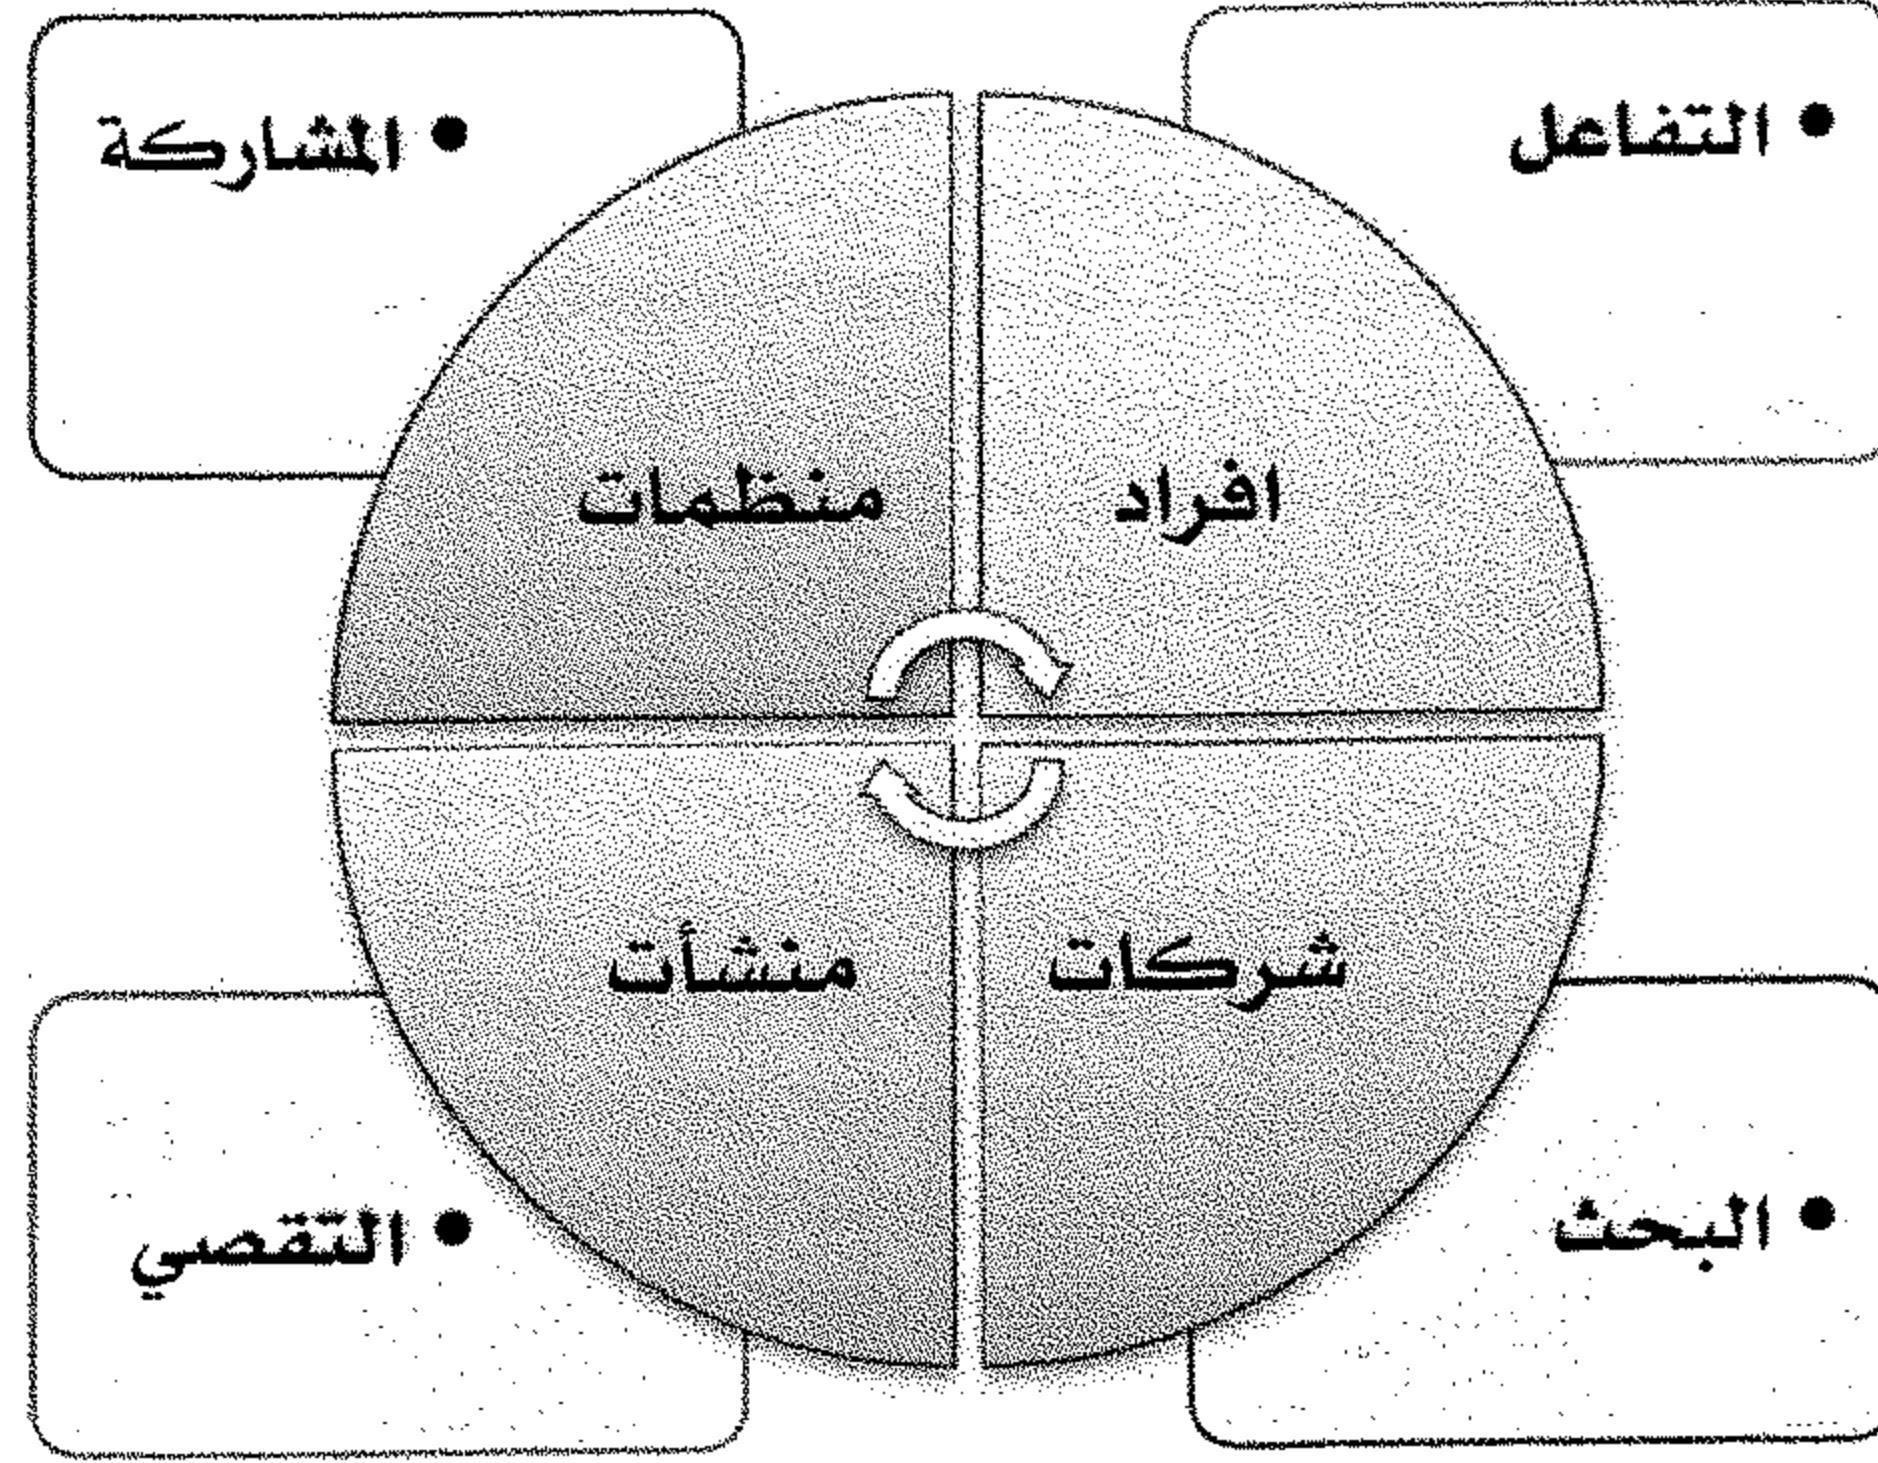 • التفاعل
• المشاركة
افراد
منظمات
شركات
منشأت
• البحث
• التقصي